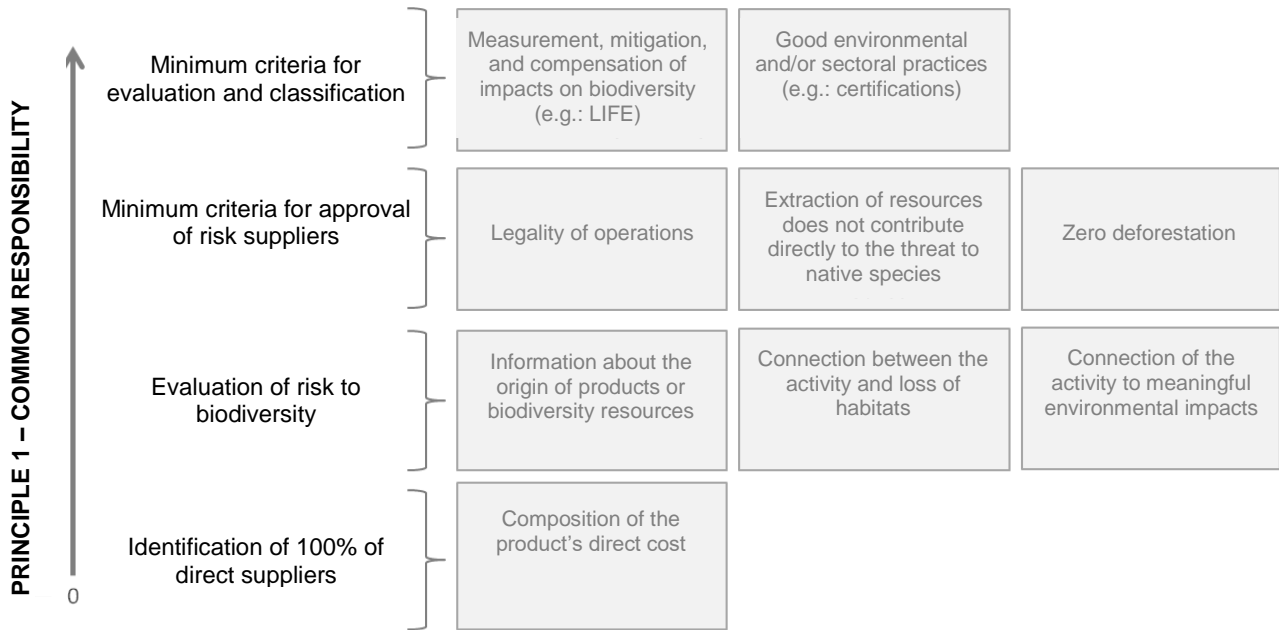 PRINCIPLE 1 – COMMOM RESPONSIBILITY
Minimum criteria for
evaluation and classification
Measurement, mitigation,
and compensation of
impacts on biodiversity
(e.g.: LIFE)
Good environmental
and/or sectoral practices
(e.g.: certifications)
Minimum criteria for approval
of risk suppliers
Legality of operations
Extraction of resources
does not contribute
directly to the threat to
native species
Zero deforestation
Evaluation of risk to
biodiversity
Information about the
origin of products or
biodiversity resources
Connection between the
activity and loss of
habitats
Connection of the
activity to meaningful
environmental impacts
Identification of 100% of
direct suppliers
Composition of the
product’s direct cost
0